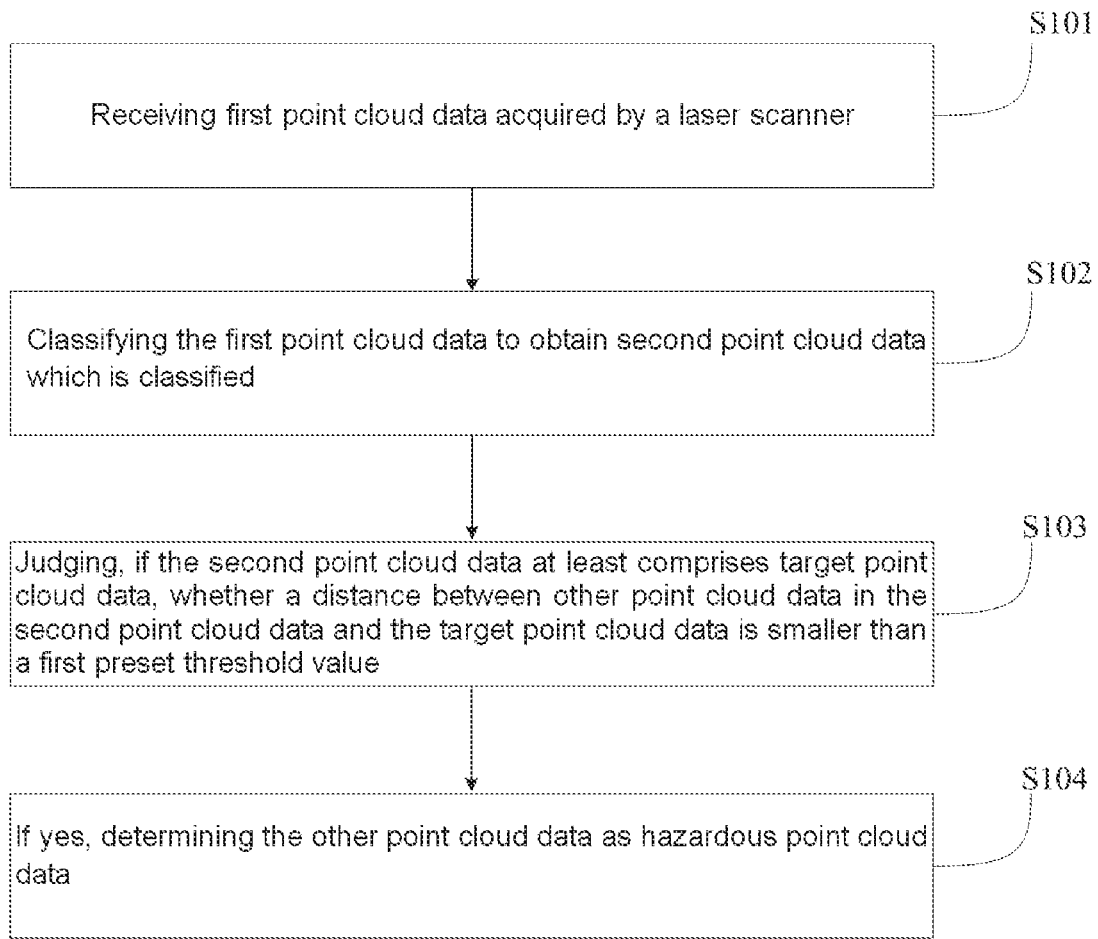 S101
Receiving first point cloud data acquired by a laser scanner
S102
Classifying the first point cloud data to obtain second point cloud data
which is classified
S103
Judging, if the second point cloud data at least comprises target point
cloud data, whether a distance between other point cloud data in the
second point cloud data and the target point cloud data is smaller than
a first preset threshold value
S104
If yes, determining the other point cloud data as hazardous point cloud
data